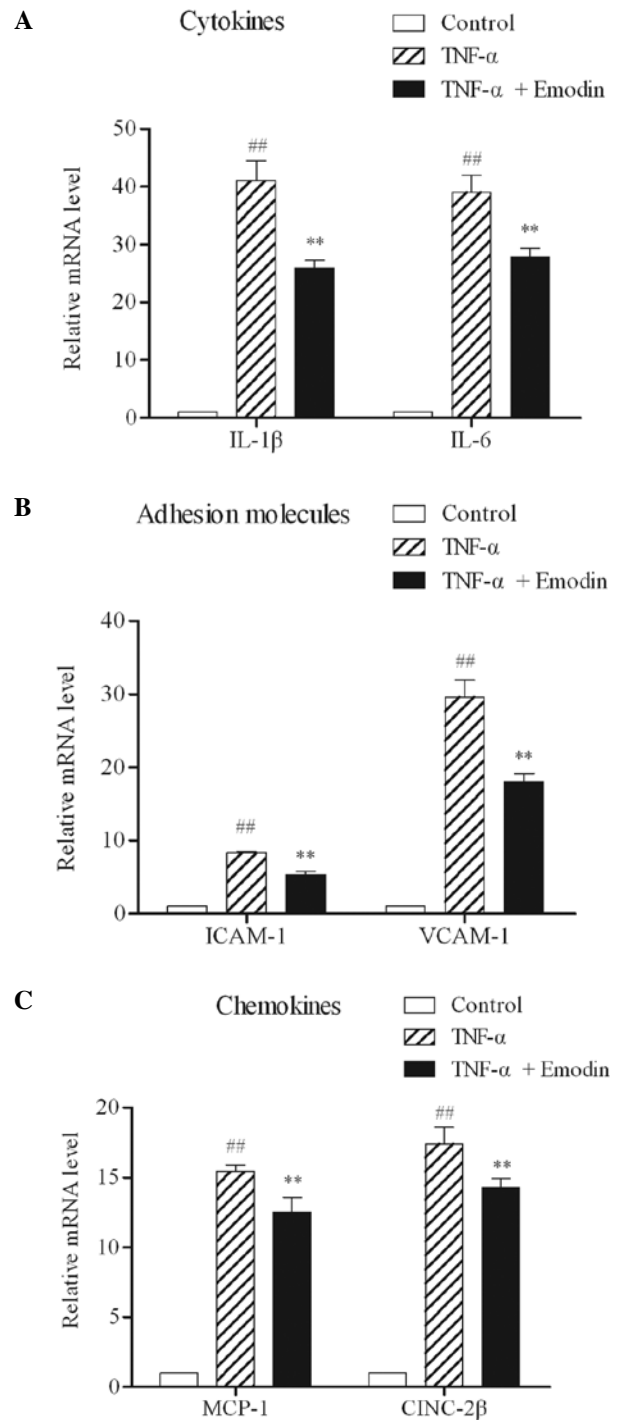 A
Cytokines
Control
TNF-α
TNF-α + Emodin
Relative mRNA level
50
40
30
20
10
0
##
**
##
**
IL-1β
IL-6
B
Adhesion molecules
Control
TNF-α
TNF-α + Emodin
Relative mRNA level
40
30
20
10
0
##
**
##
**
ICAM-1
VCAM-1
C
Chemokines
Control
TNF-α
TNF-α + Emodin
Relative mRNA level
20
15
10
5
0
##
**
##
**
MCP-1
CINC-2β